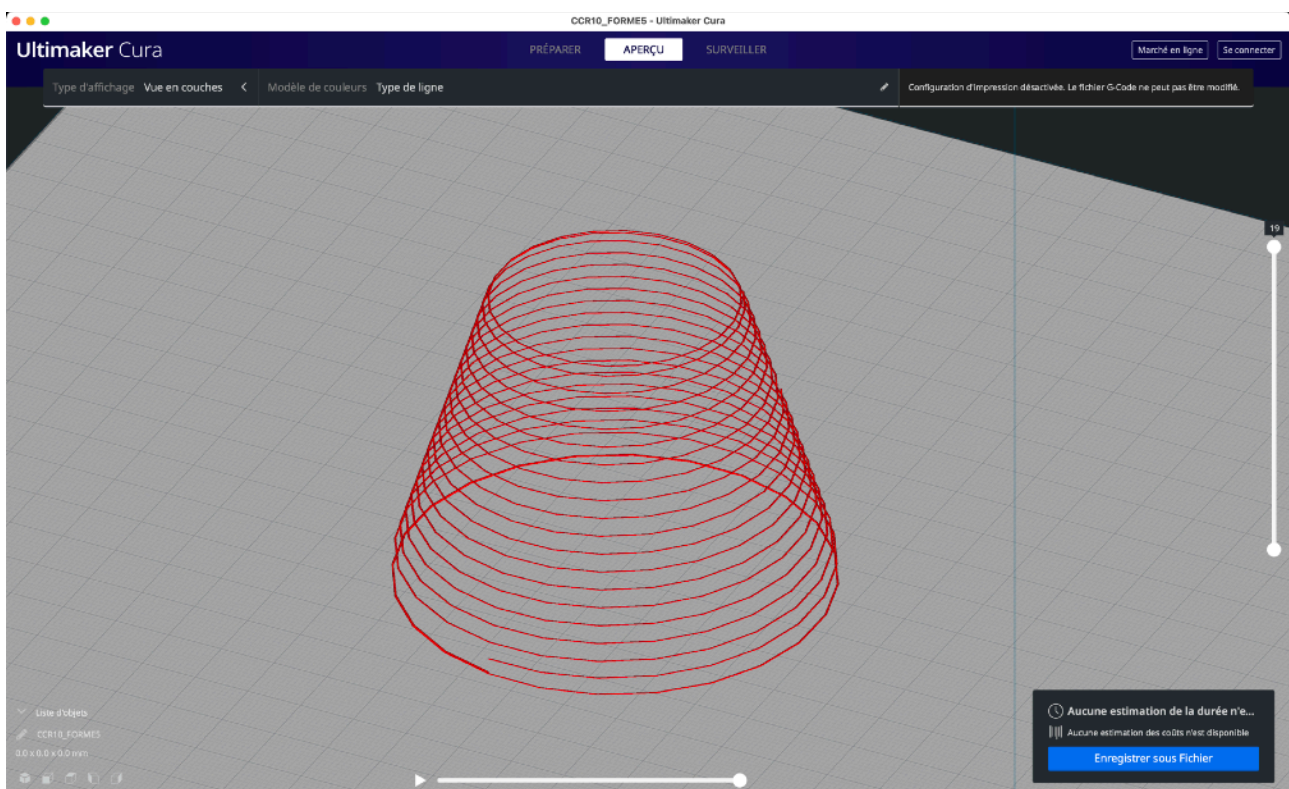 CCR10_FORME5 - Ultimaker Cura
Ultimaker Cura
PRÉPARER
APERÇU
SURVEILLER
Marché en ligne
Se connecter
Type d'affichage Vue en couches
Modèle de couleurs Type de ligne
Configuration d'impression désactivée. Le fichier G-Code ne peut pas être modifié.
19
Liste d'objets
CCR10_FORME5
0.0 x 0.0 x 0.0 mm
Aucune estimation de la durée n'e...
Aucune estimation des coûts n'est disponible
Enregistrer sous Fichier